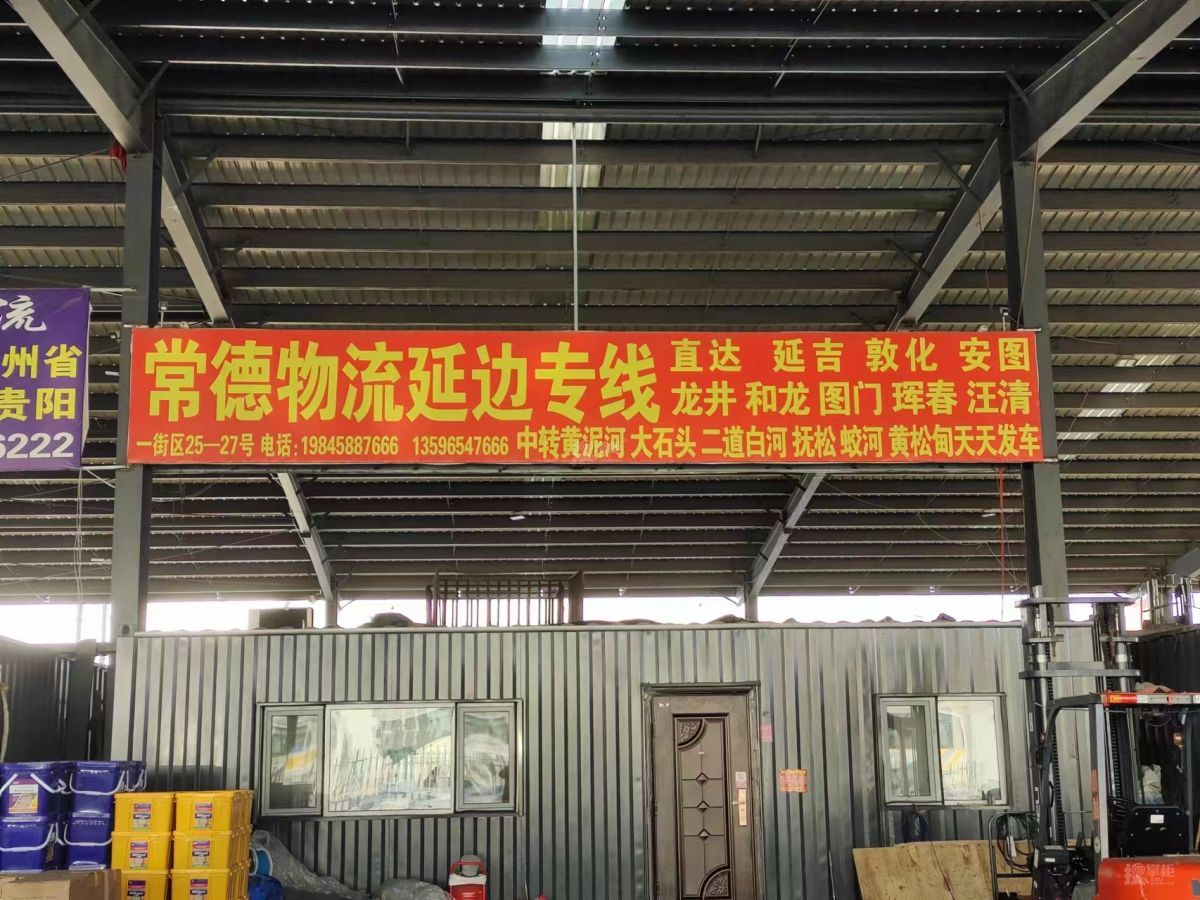 流
州省
贵阳
6222
常德物流延边专线
直达 延吉 敦化 安图
龙井 和龙 图门 珲春 汪清
一街区25—27号 电话:19845887666 13596547666
中转黄泥河 大石头 二道白河 抚松 蛟河 黄松甸天天发车
搜掌柜